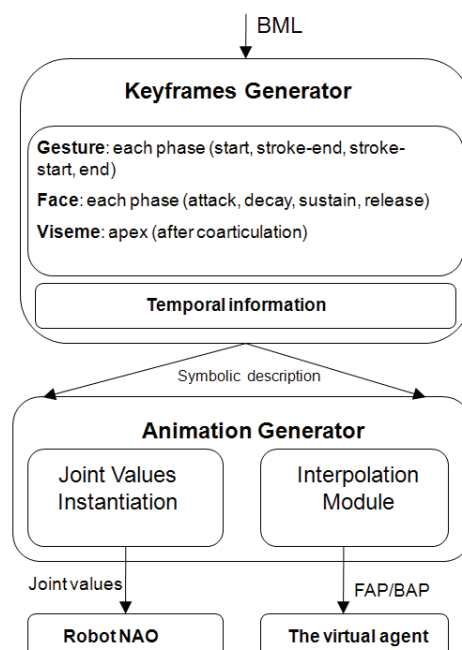 BML
Keyframes Generator
Gesture: each phase (start, stroke-end, stroke-
start, end)
Face: each phase (attack, decay, sustain, release)
Viseme: apex (after coarticulation)
Temporal information
Symbolic description
Animation Generator
Joint Values
Instantiation
Interpolation
Module
Joint values
FAP/BAP
Robot NAO
The virtual agent